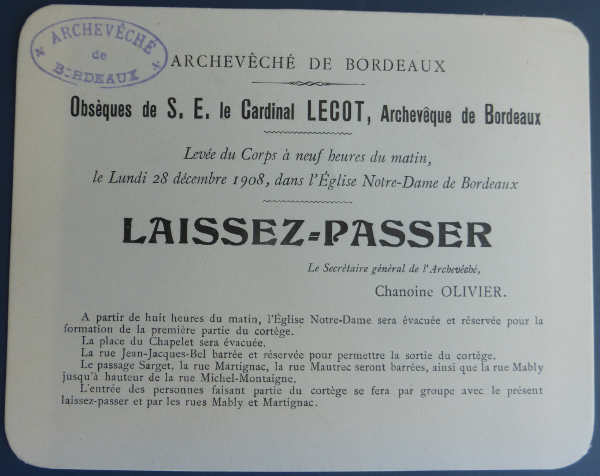 ARCHEVÊCHÉ
de
BORDEAUX
ARCHEVÊCHÉ DE BORDEAUX
Obsèques de S. E. le Cardinal LECOT, Archevêque de Bordeaux
Levée du Corps à neuf heures du matin,
le Lundi 28 décembre 1908, dans l'Église Notre-Dame de Bordeaux
LAISSEZ=PASSER
Le Secrétaire général de l'Archevêché,
Chanoine OLIVIER.
A partir de huit heures du matin, l'Église Notre-Dame sera évacuée et réservée pour la
formation de la première partie du cortège.
La place du Chapelet sera évacuée.
La rue Jean-Jacques-Bel barrée et réservée pour permettre la sortie du cortège.
Le passage Sarget, la rue Martignac, la rue Mautrec seront barrées, ainsi que la rue Mably
jusqu'à hauteur de la rue Michel-Montaigne.
L'entrée des personnes faisant partie du cortège se fera par groupe avec le présent
laissez-passer et par les rues Mably et Martignac.